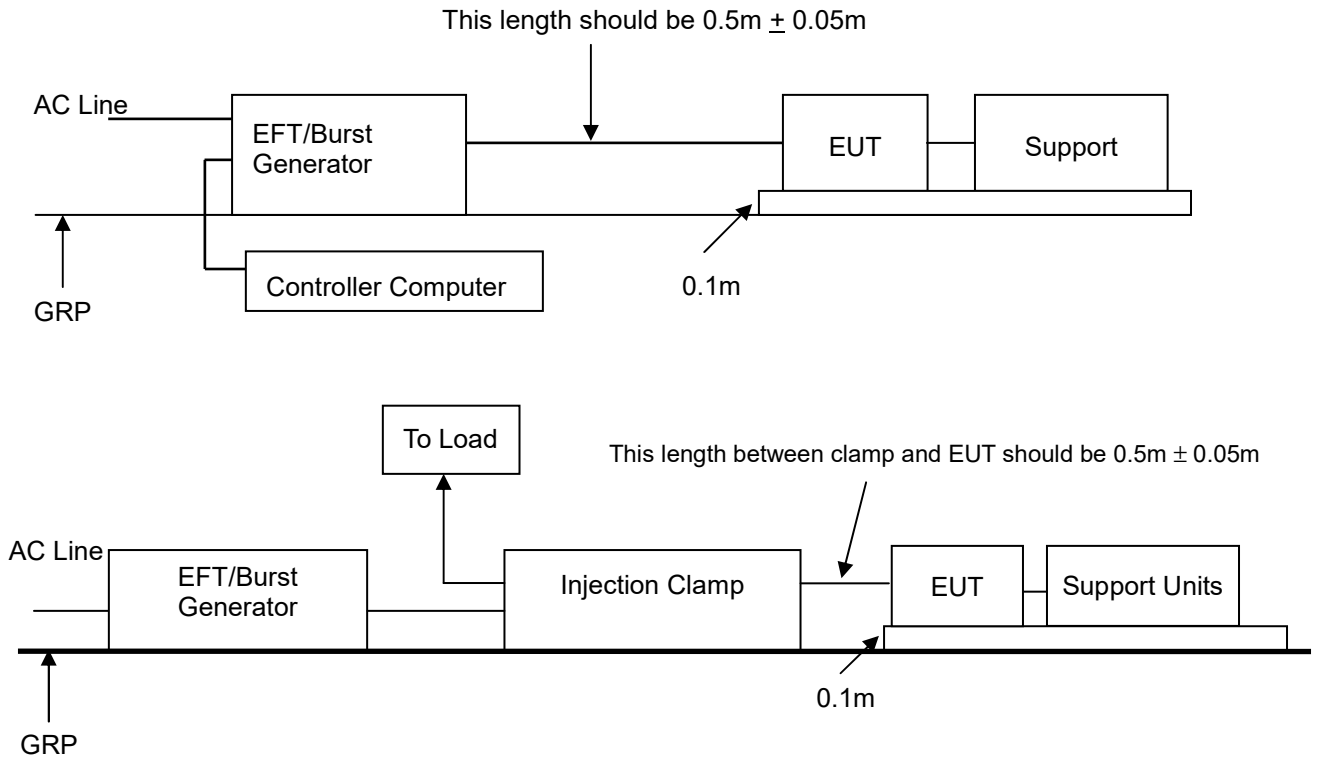 This length should be 0.5m ± 0.05m
AC Line
EFT/Burst
Generator
EUT
Support
0.1m
Controller Computer
GRP
To Load
This length between clamp and EUT should be 0.5m ± 0.05m
AC Line
EFT/Burst
Generator
Injection Clamp
EUT
Support Units
0.1m
GRP